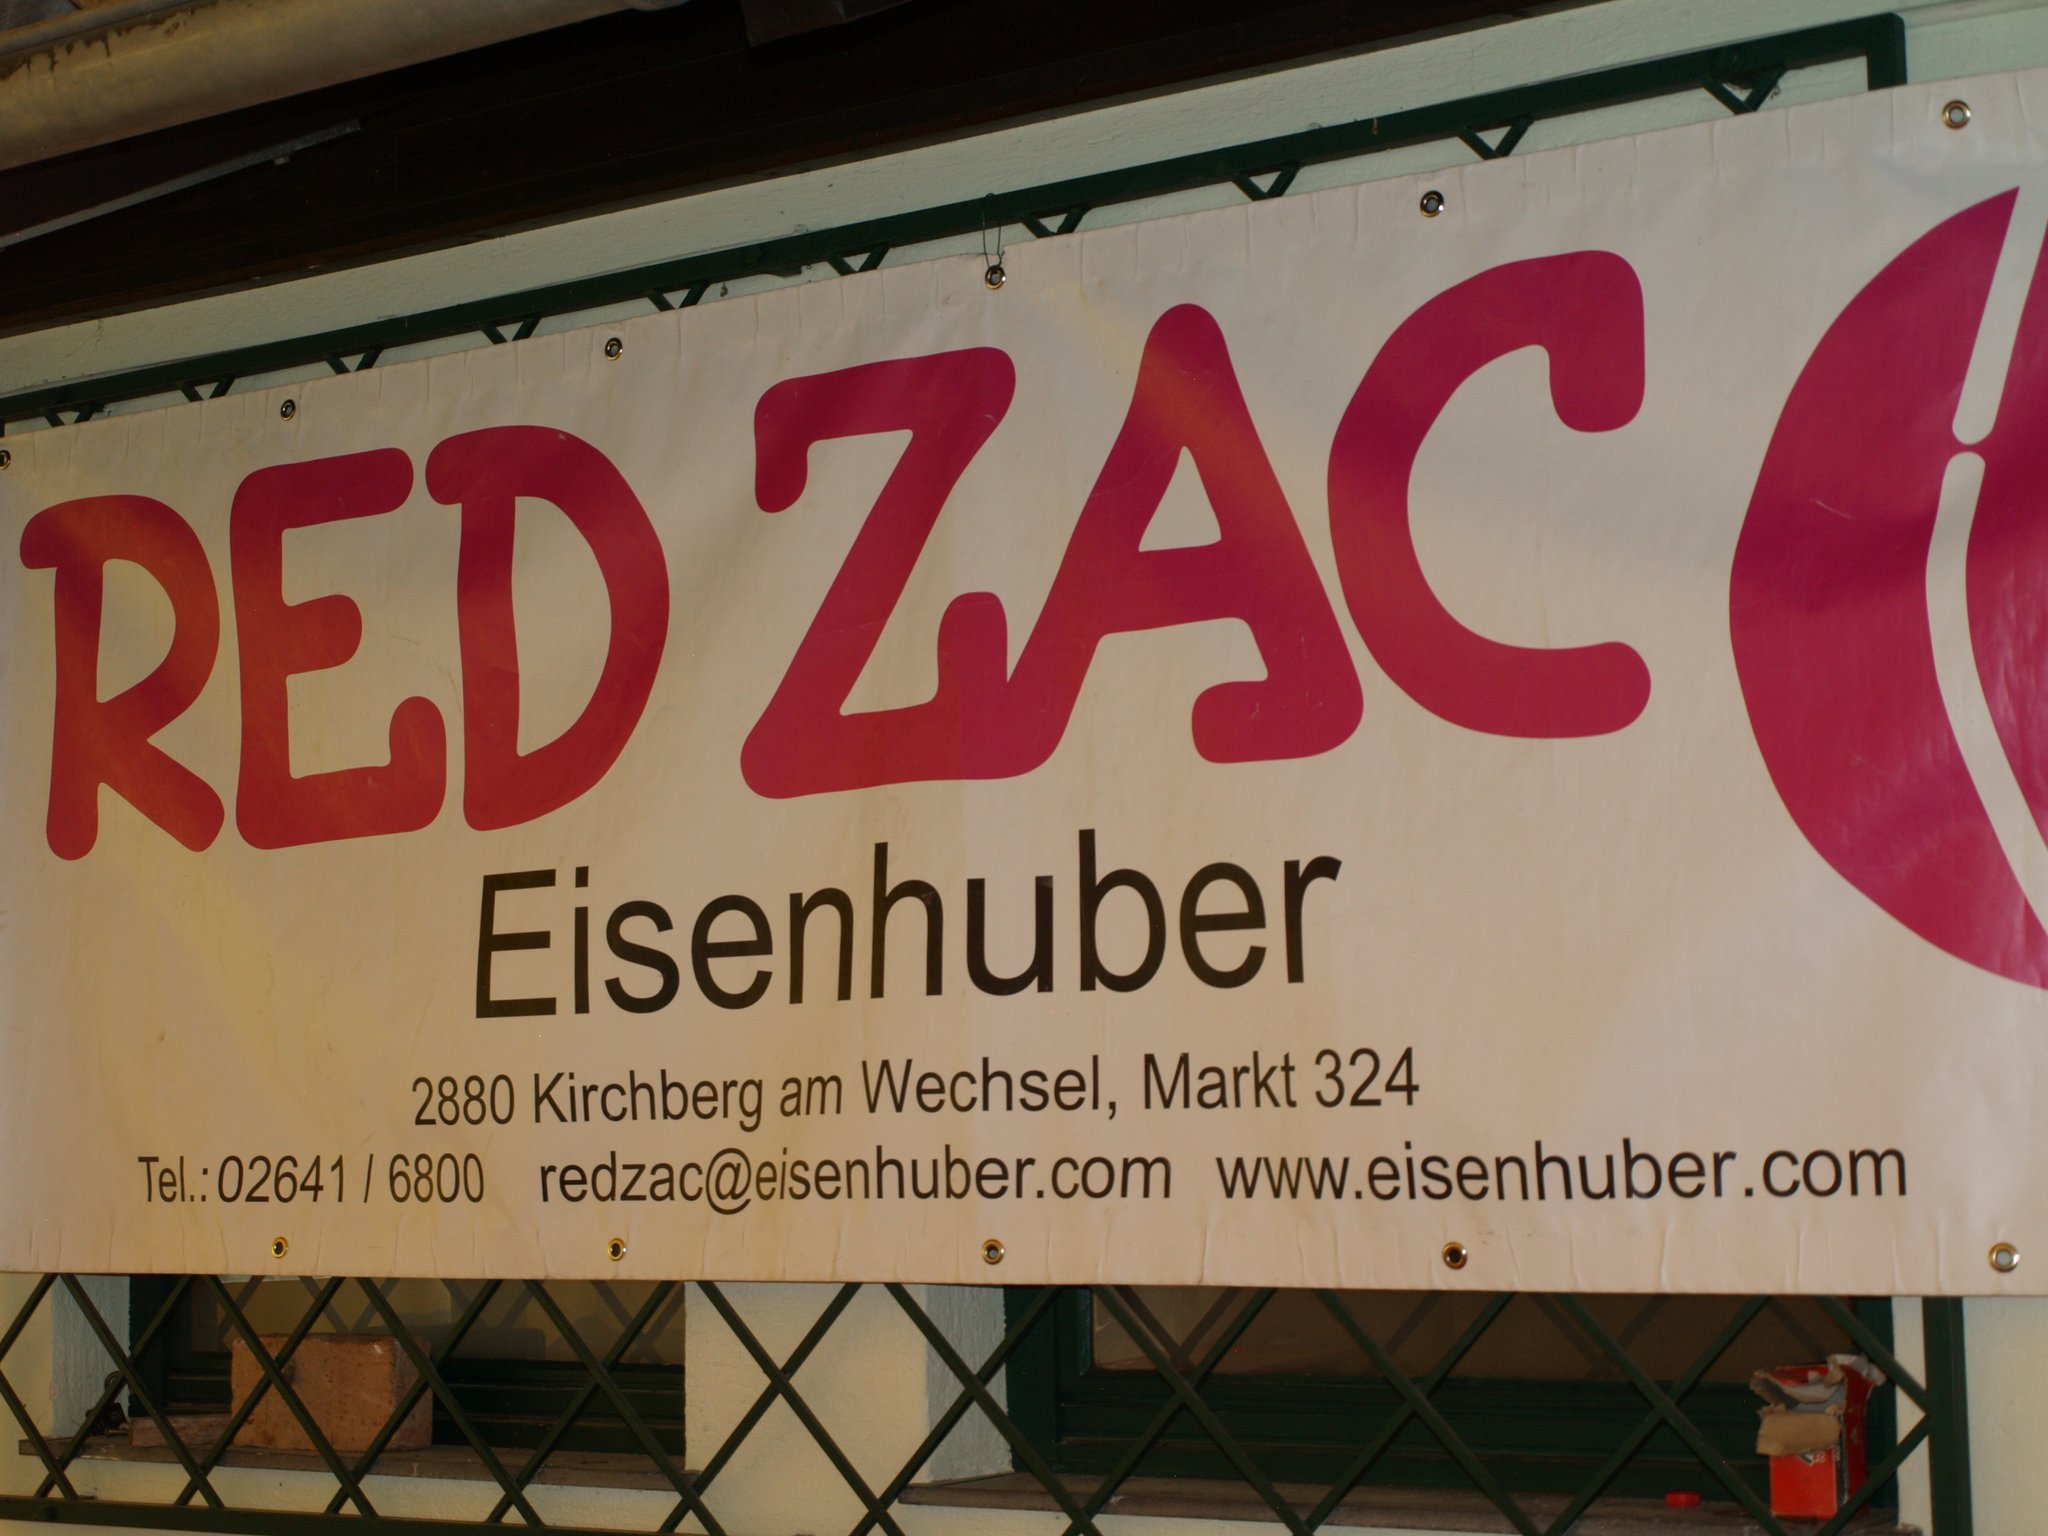 RED ZAC
Eisenhuber
2880 Kirchberg am Wechsel, Markt 324
Tel.: 02641 / 6800 redzac@eisenhuber.com www.eisenhuber.com